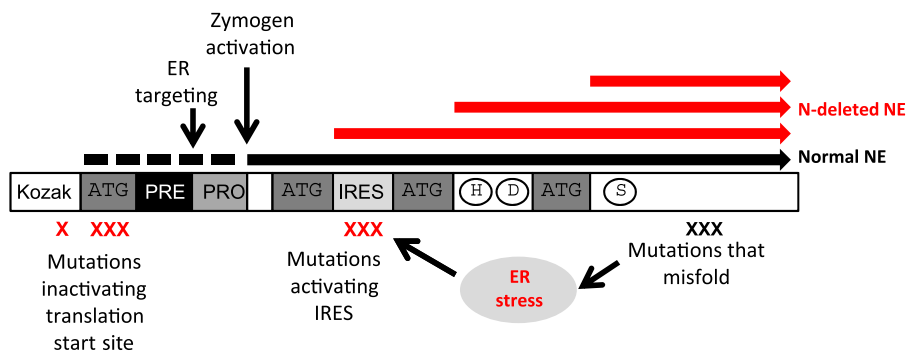 Zymogen
activation
ER
targeting
N-deleted NE
Normal NE
Kozak ATG PRE PRO ATG IRES ATG H D ATG S
X XXX XXX XXX
Mutations
inactivating
translation
start site
Mutations
activating
IRES
ER
stress
Mutations that
misfold